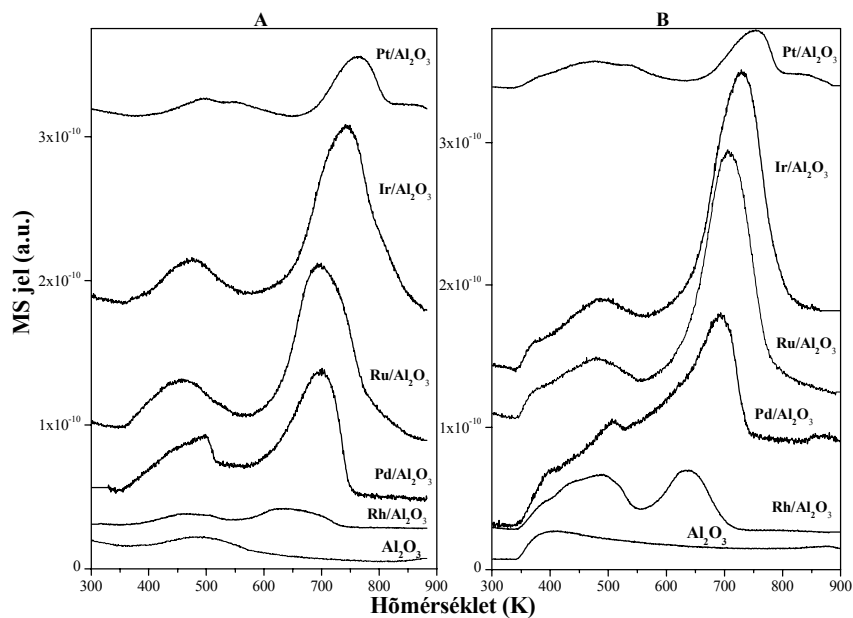 A
B
Pt/Al₂O₃
Ir/Al₂O₃
Ru/Al₂O₃
Pd/Al₂O₃
Rh/Al₂O₃
Al₂O₃
3x10⁻¹⁰
2x10⁻¹⁰
1x10⁻¹⁰
0
300 400 500 600 700 800 900
Pt/Al₂O₃
Ir/Al₂O₃
Ru/Al₂O₃
Pd/Al₂O₃
Rh/Al₂O₃
Al₂O₃
3x10⁻¹⁰
2x10⁻¹⁰
1x10⁻¹⁰
0
300 400 500 600 700 800 900
MS jel (a.u.)
Hõmérséklet (K)